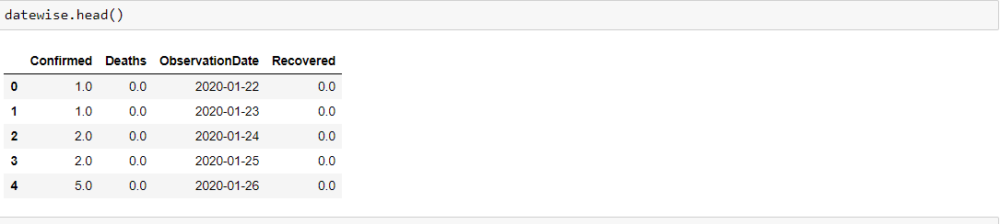 datewise.head()
Confirmed Deaths ObservationDate Recovered
0 1.0 0.0 2020-01-22 0.0
1 1.0 0.0 2020-01-23 0.0
2 2.0 0.0 2020-01-24 0.0
3 2.0 0.0 2020-01-25 0.0
4 5.0 0.0 2020-01-26 0.0